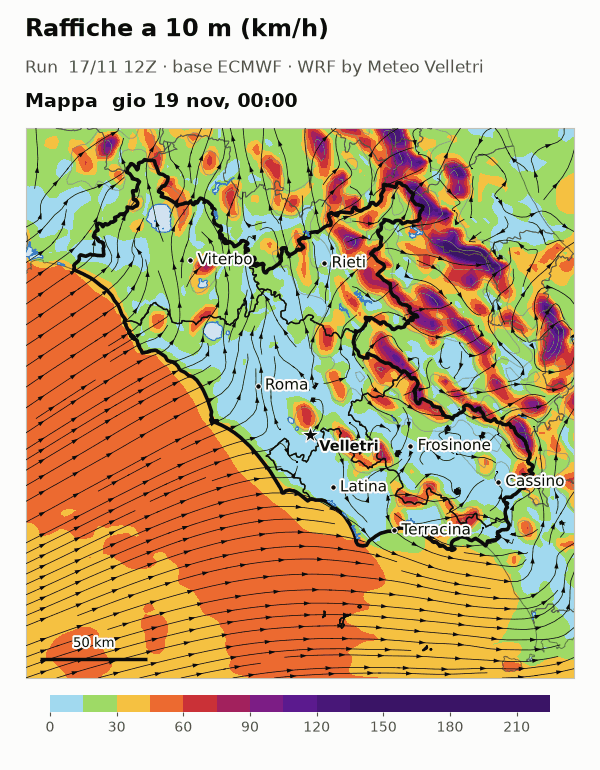 Raffiche a 10 m (km/h)
Run  17/11 12Z · base ECMWF · WRF by Meteo Velletri
Mappa  gio 19 nov, 00:00
Viterbo
Rieti
Roma
Velletri
Frosinone
Cassino
Latina
Terracina
50 km
0 30 60 90 120 150 180 210